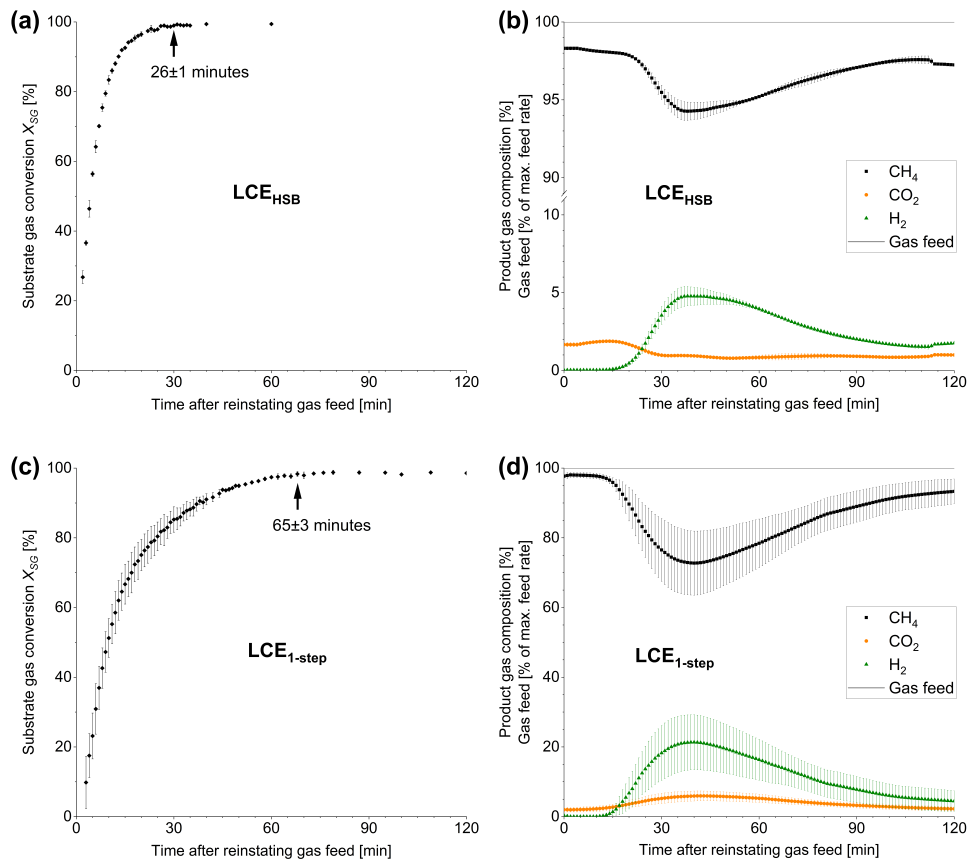 (a)
Substrate gas conversion X_SG [%]
100
80
60
40
20
0
26±1 minutes
LCE_HSB
0 30 60 90 120
Time after reinstating gas feed [min]
(b)
Product gas composition [%]
Gas feed [% of max. feed rate]
100
95
90
10
5
0
LCE_HSB
CH₄
CO₂
H₂
Gas feed
0 30 60 90 120
Time after reinstating gas feed [min]
(c)
Substrate gas conversion X_SG [%]
100
80
60
40
20
0
65±3 minutes
LCE_1-step
0 30 60 90 120
Time after reinstating gas feed [min]
(d)
Product gas composition [%]
Gas feed [% of max. feed rate]
100
80
60
40
20
0
LCE_1-step
CH₄
CO₂
H₂
Gas feed
0 30 60 90 120
Time after reinstating gas feed [min]